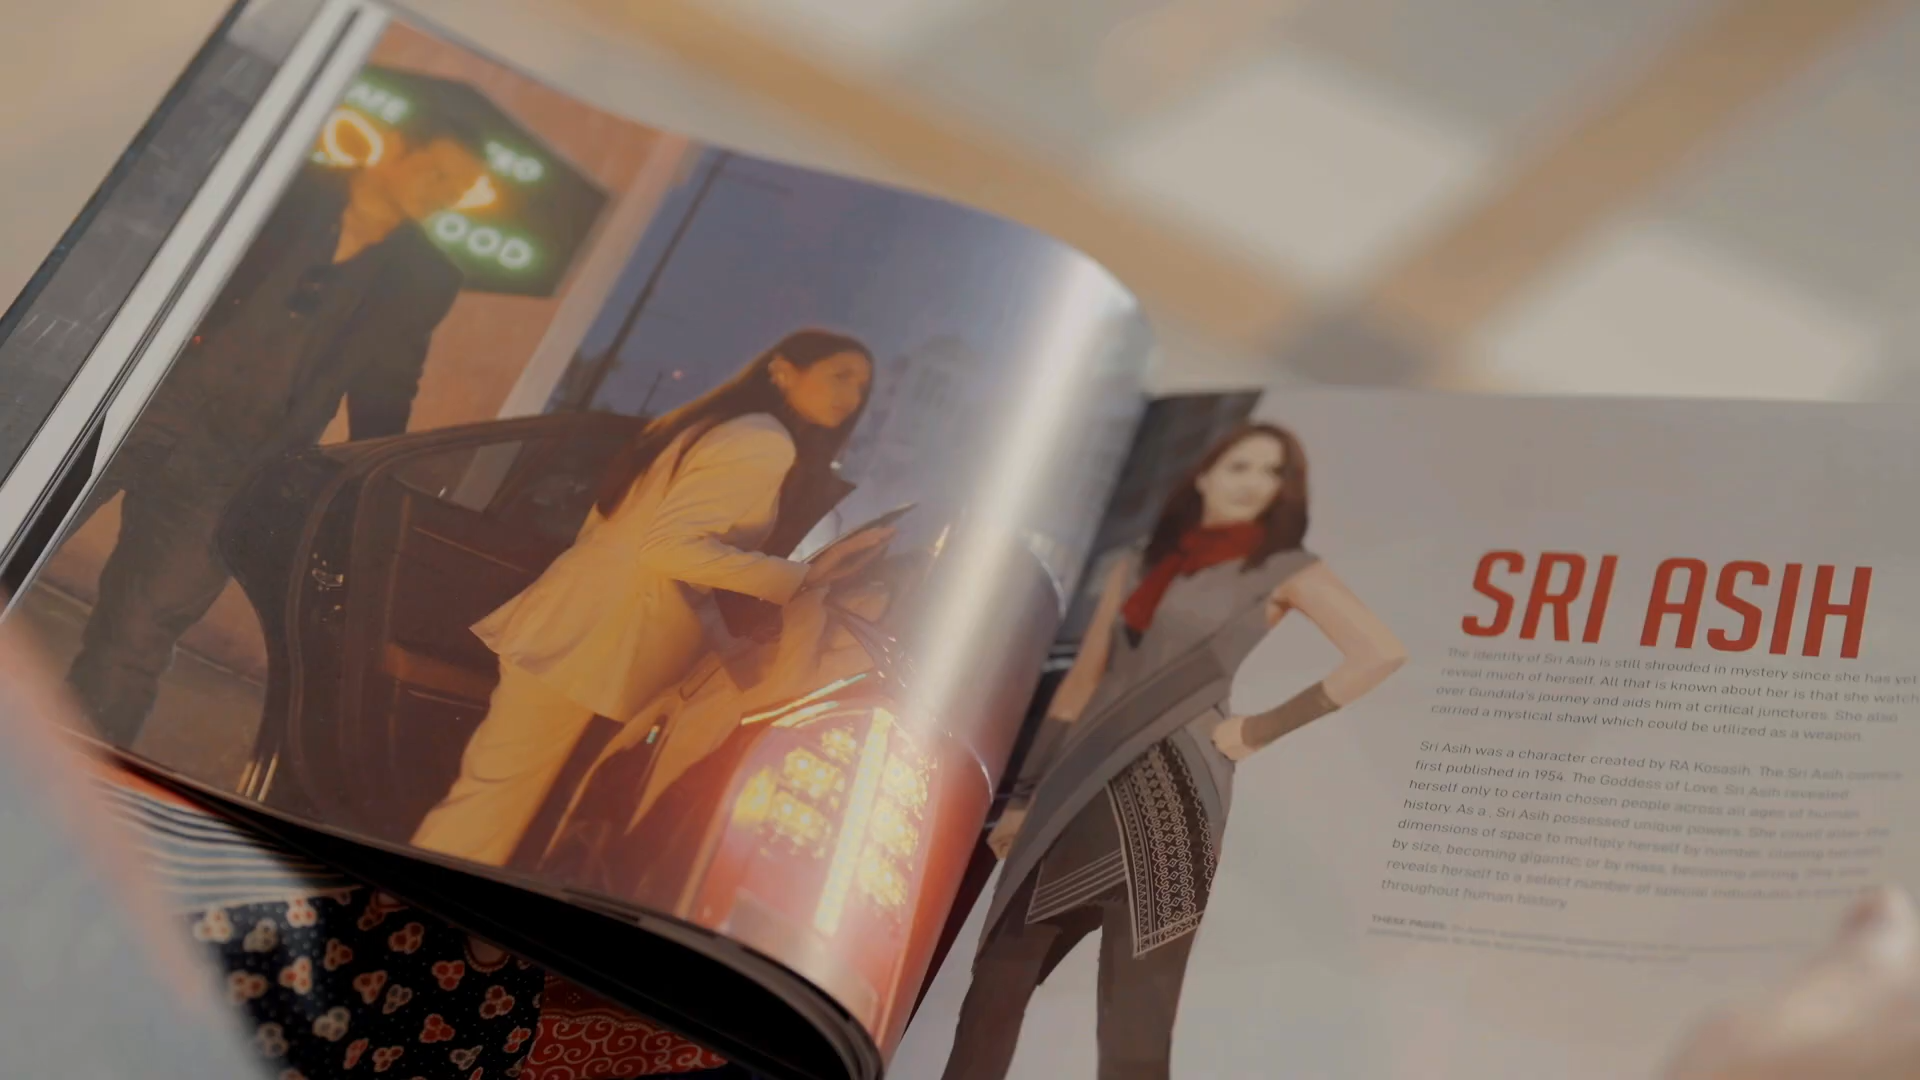 OOD
SRI ASIH
The identity of Sri Asih is still shrouded in mystery since she has yet
reveal much of herself. All that is known about her is that she watch
over Gundala's journey and aids him at critical junctures. She also
carried a mystical shawl which could be utilized as a weapon.
Sri Asih was a character created by RA Kosasih. The Sri Asih comics
first published in 1954. The Goddess of Love, Sri Asih revealed
herself only to certain chosen people across all ages of human
history. As a , Sri Asih possessed unique powers. She could alter the
dimensions of space to multiply herself by number,
by size, becoming gigantic; or by mass, becoming strong.
reveals herself to a select number of special individuals
throughout human history.
THESE PAGES: